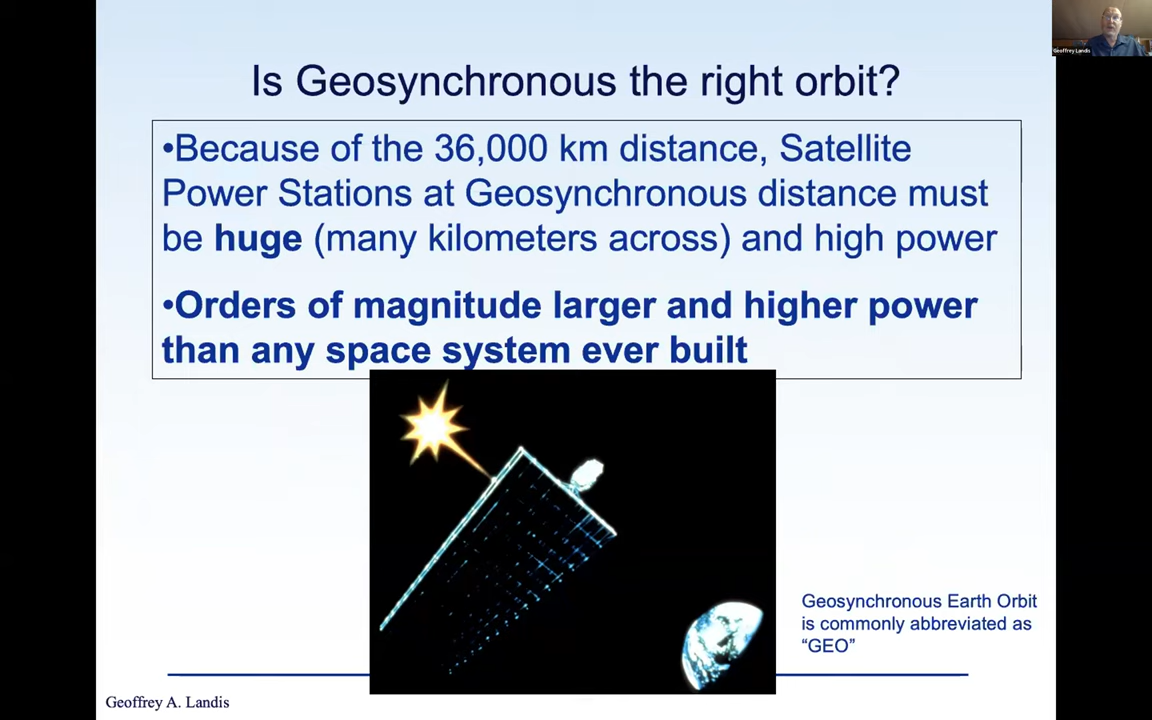 Geoffrey Landis
Is Geosynchronous the right orbit?
•Because of the 36,000 km distance, Satellite
Power Stations at Geosynchronous distance must
be huge (many kilometers across) and high power
•Orders of magnitude larger and higher power
than any space system ever built
Geosynchronous Earth Orbit
is commonly abbreviated as
“GEO”
Geoffrey A. Landis